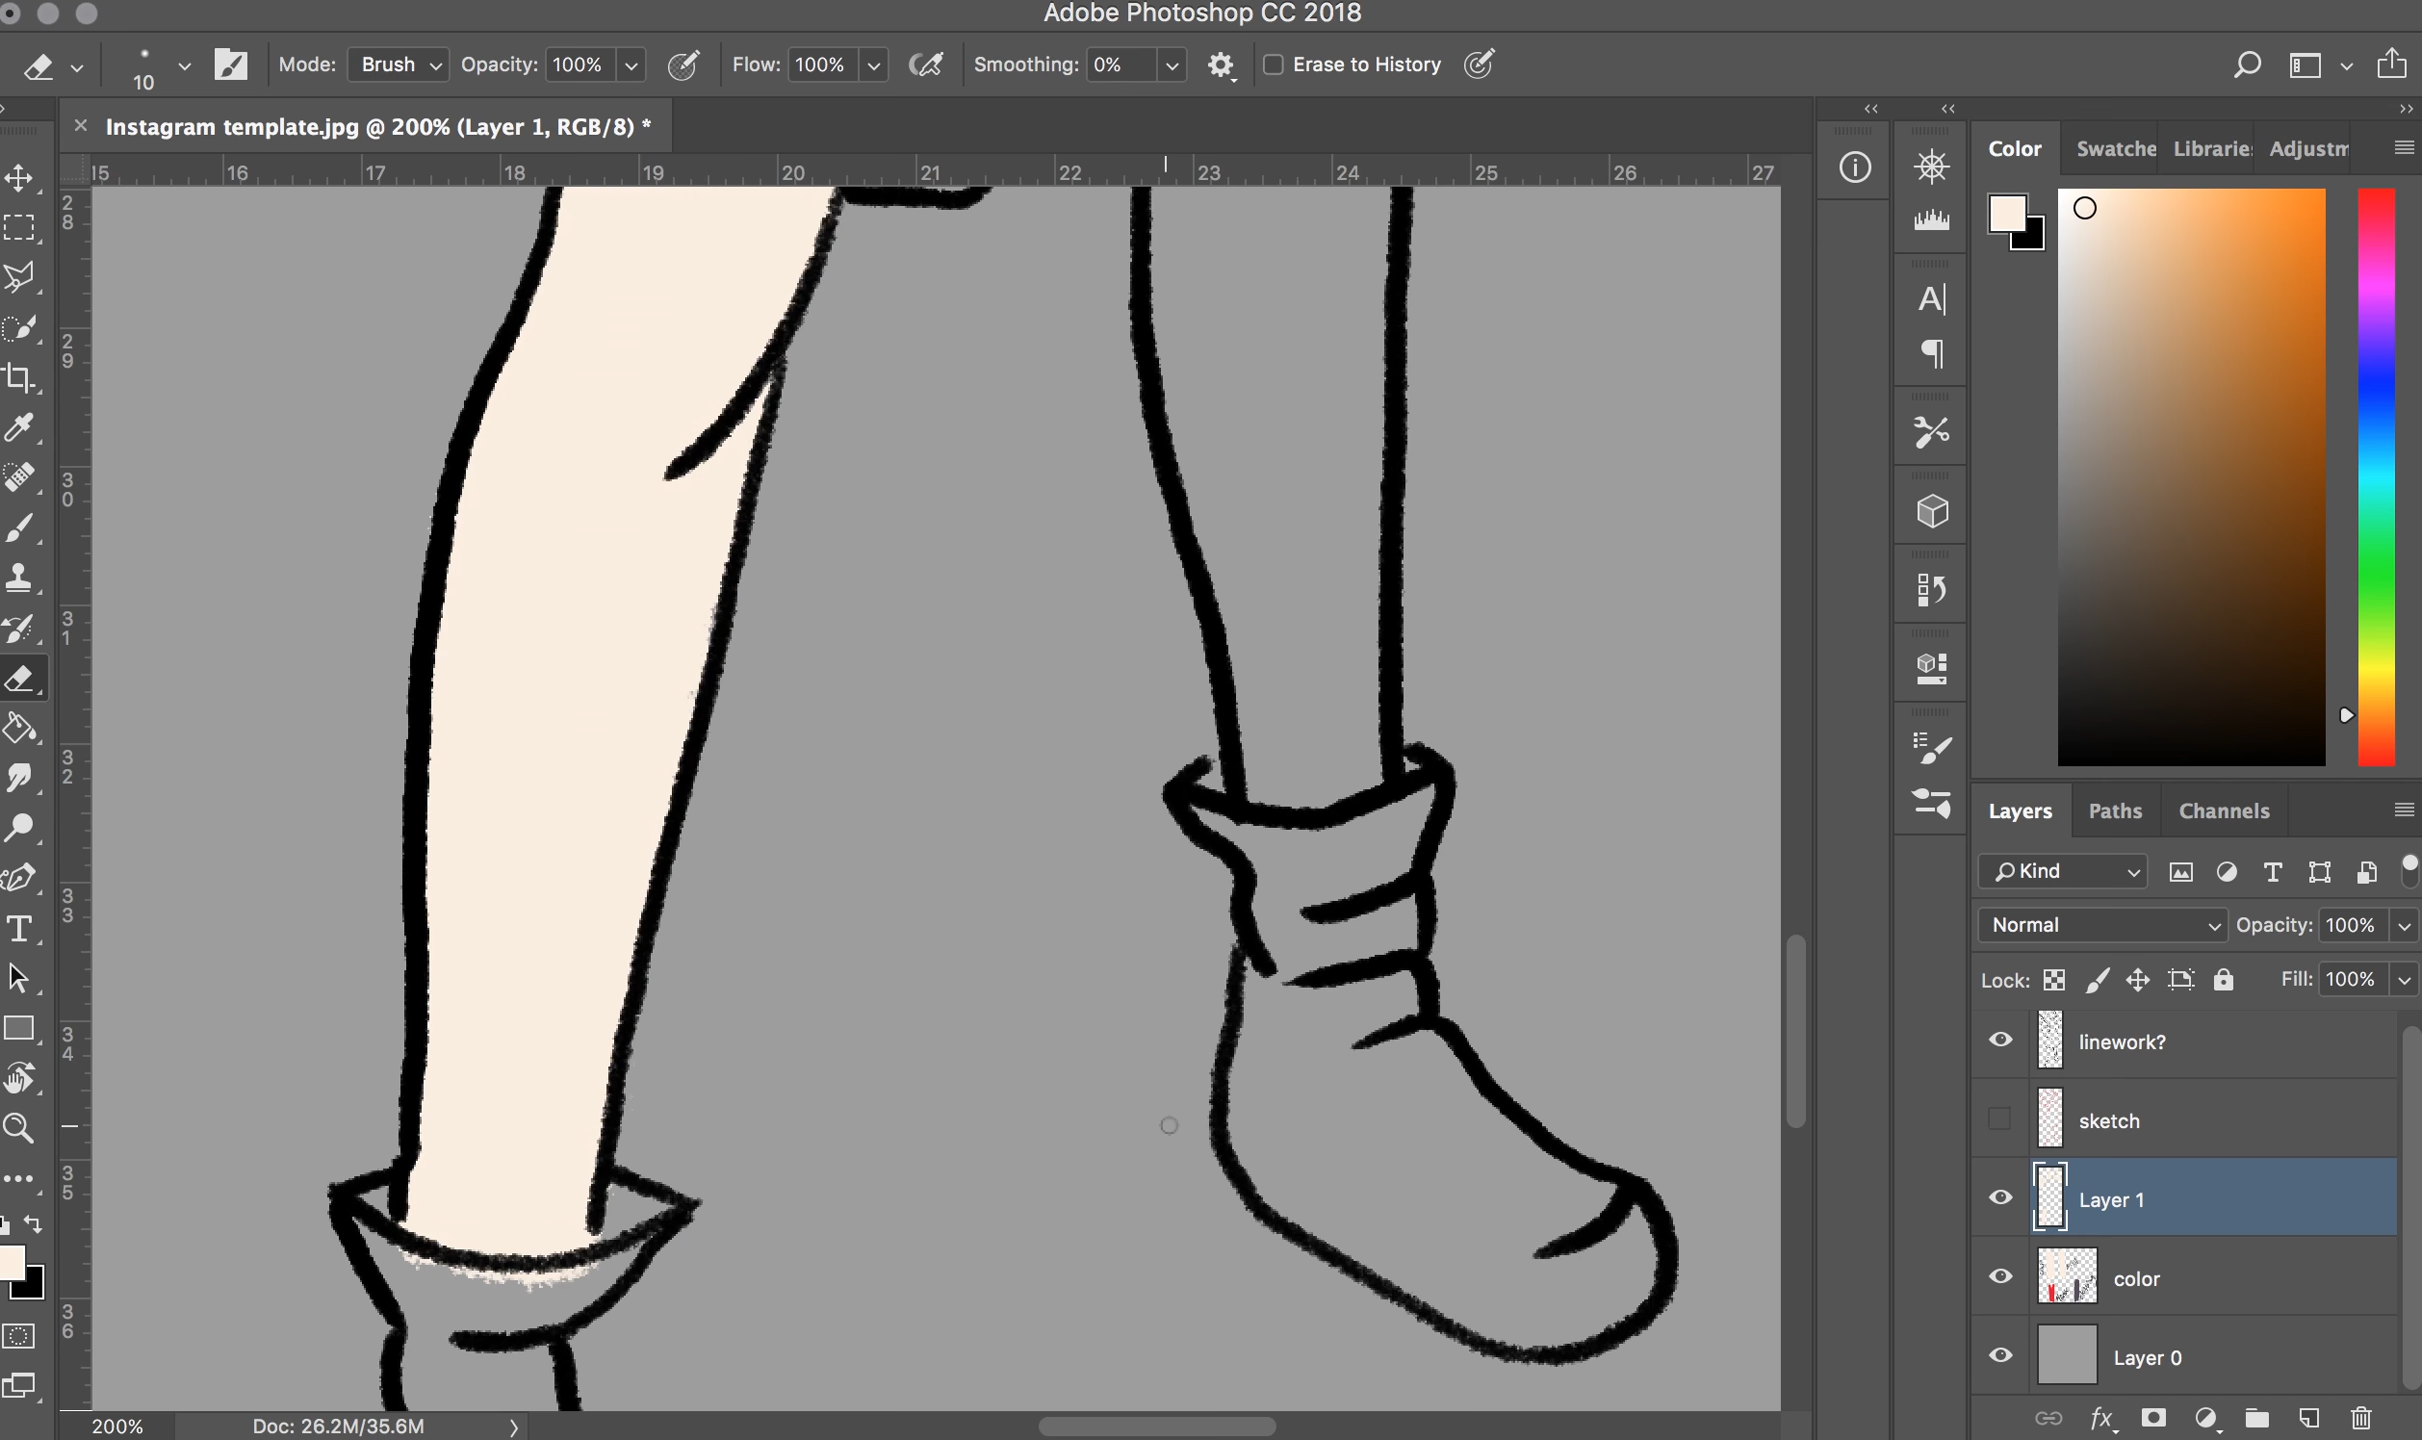 Adobe Photoshop CC 2018
10
Mode: Brush Opacity: 100% Flow: 100% Smoothing: 0% Erase to History
Instagram template.jpg @ 200% (Layer 1, RGB/8) *
15 16 17 18 19 20 21 22 23 24 25 26 27
28
29
30
31
32
33
34
35
36
Color Swatche Libraries Adjustm
Layers Paths Channels
Kind
Normal Opacity: 100%
Lock: Fill: 100%
linework?
sketch
Layer 1
color
Layer 0
fx
200% Doc: 26.2M/35.6M